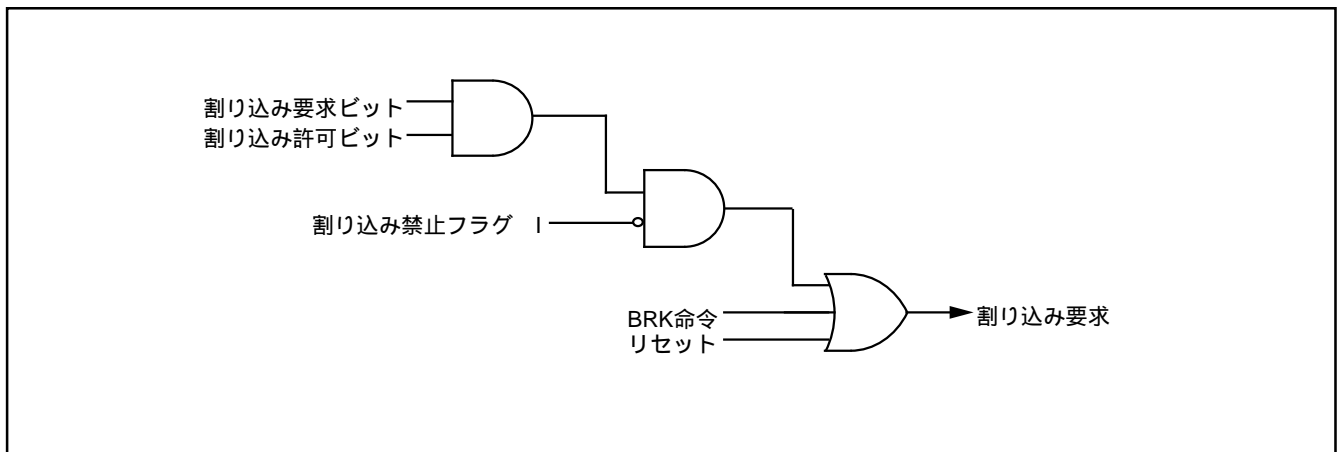 割り込み要求ビット
割り込み許可ビット
割り込み禁止フラグ I
BRK命令
リセット
割り込み要求